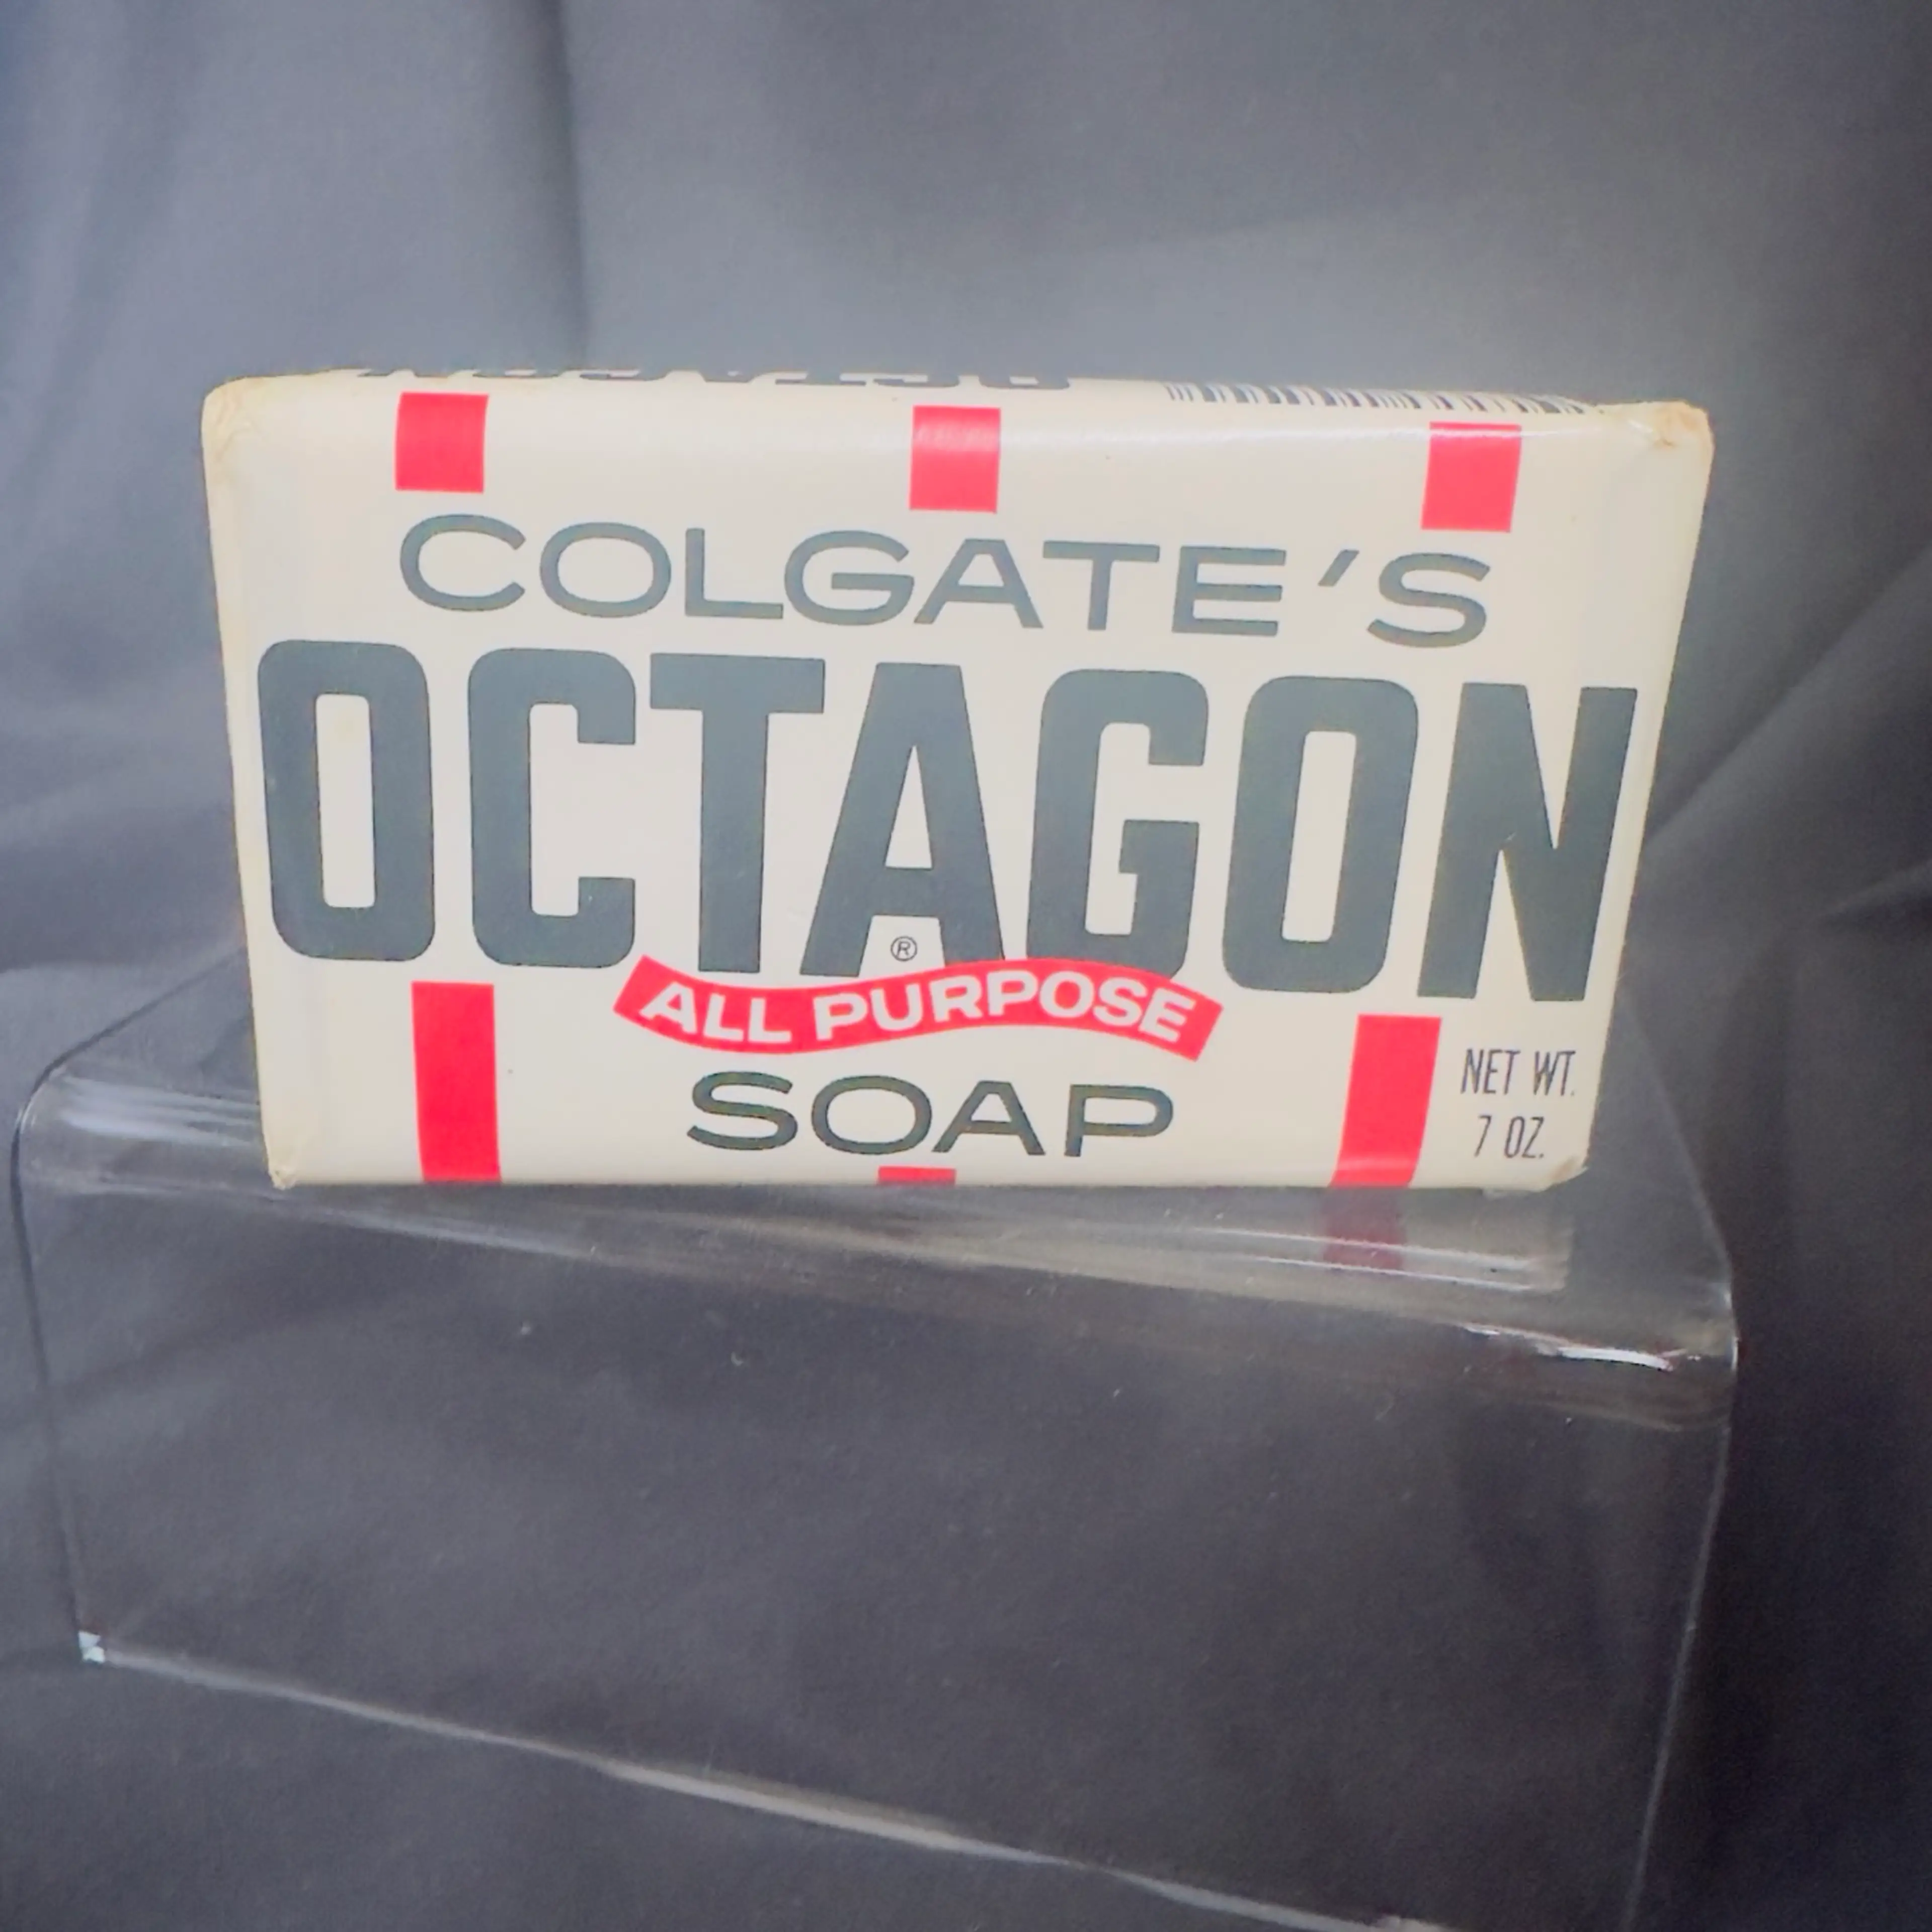 COLGATE'S
OCTAGON
®
ALL PURPOSE
SOAP
NET WT.
7 OZ.